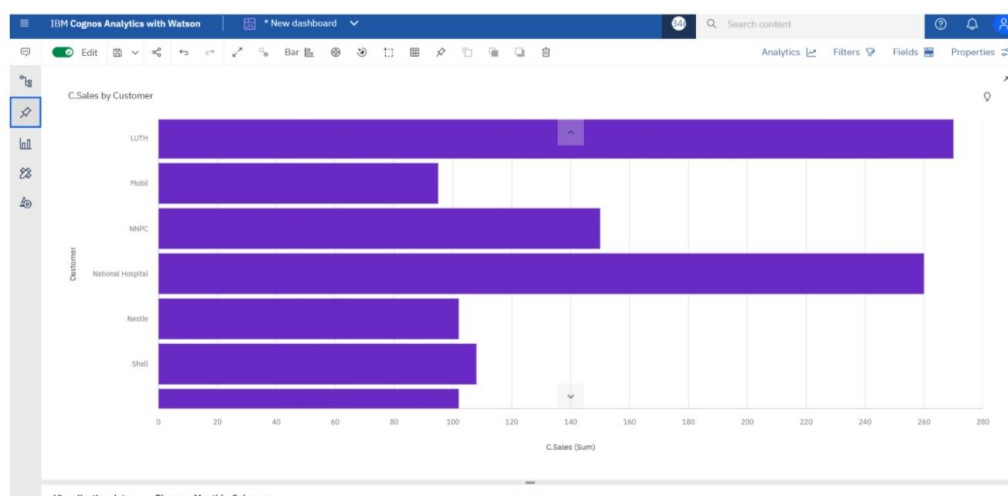 IBM Cognos Analytics with Watson
* New dashboard
Search content
Edit
Bar
Analytics
Filters
Fields
Properties
C.Sales by Customer
LUTH
Mobil
NNPC
National Hospital
Nestle
Shell
Customer
0 20 40 60 80 100 120 140 160 180 200 220 240 260 280
C.Sales (Sum)